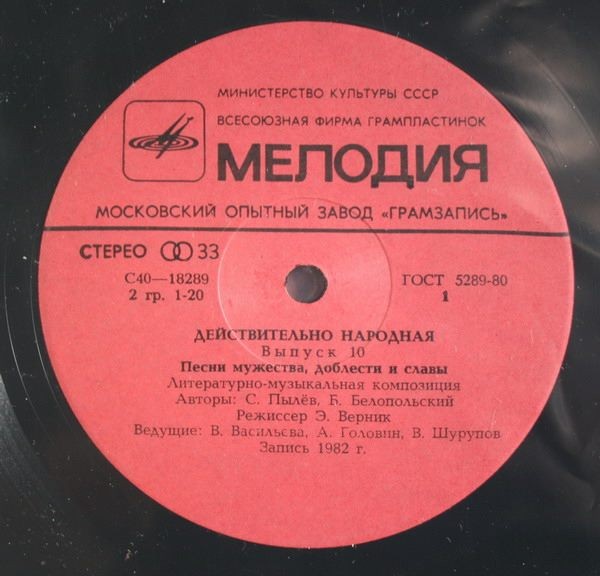 МИНИСТЕРСТВО КУЛЬТУРЫ СССР
ВСЕСОЮЗНАЯ ФИРМА ГРАМПЛАСТИНОК
МЕЛОДИЯ
МОСКОВСКИЙ ОПЫТНЫЙ ЗАВОД «ГРАМЗАПИСЬ»
СТЕРЕО 33
С40—18289 ГОСТ 5289-80
2 гр. 1-20 1
ДЕЙСТВИТЕЛЬНО НАРОДНАЯ
Выпуск 10
Песни мужества, доблести и славы
Литературно-музыкальная композиция
Авторы: С. Пылёв, Б. Белопольский
Режиссер Э. Верник
Ведущие: В. Васильева, А. Головин, В. Шурупов
Запись 1982 г.